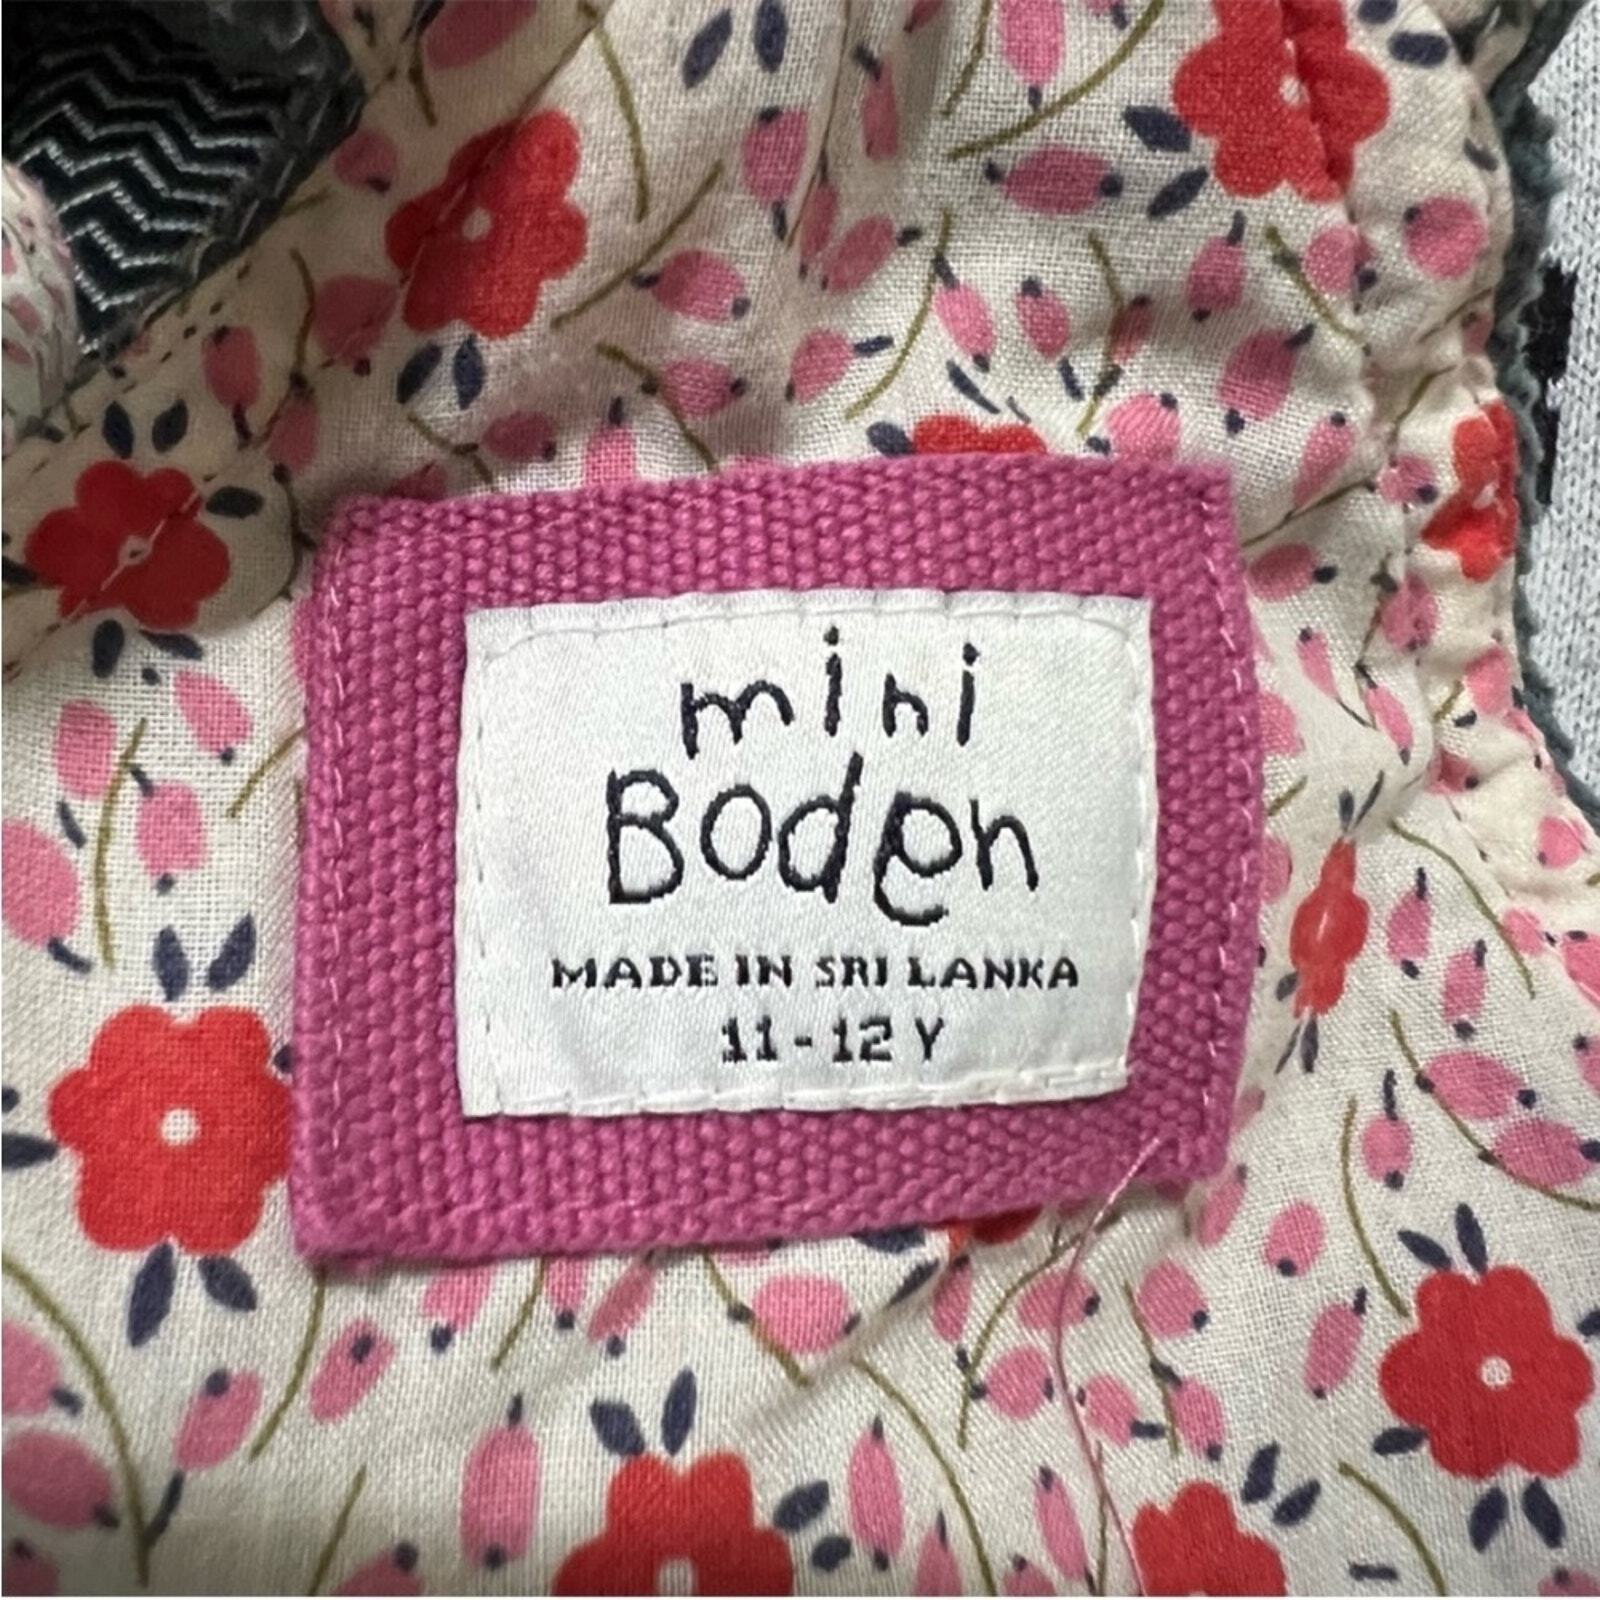 mini
Boden
MADE IN SRI LANKA
11-12 Y